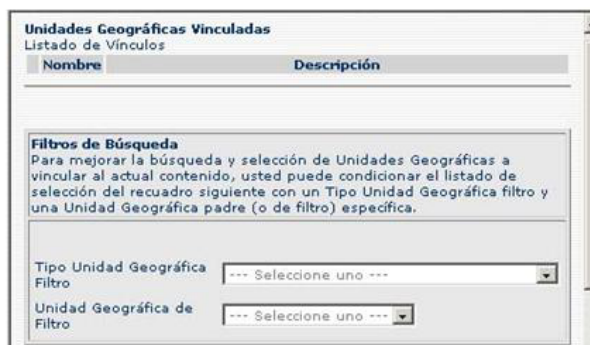 Unidades Geográficas Vinculadas
Listado de Vínculos
Nombre Descripción
Filtros de Búsqueda
Para mejorar la búsqueda y selección de Unidades Geográficas a
vincular al actual contenido, usted puede condicionar el listado de
selección del recuadro siguiente con un Tipo Unidad Geográfica filtro y
una Unidad Geográfica padre (o de filtro) específica.
Tipo Unidad Geográfica
Filtro
--- Seleccione uno ---
Unidad Geográfica de
Filtro
--- Seleccione uno ---